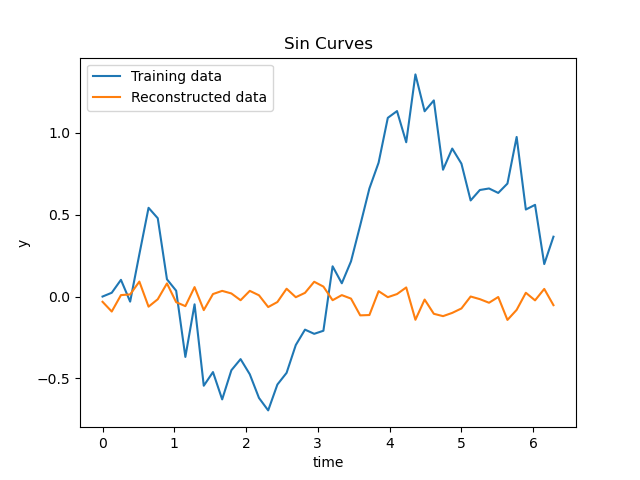 Sin Curves
Training data
Reconstructed data
1.0
0.5
0.0
−0.5
y
0 1 2 3 4 5 6
time